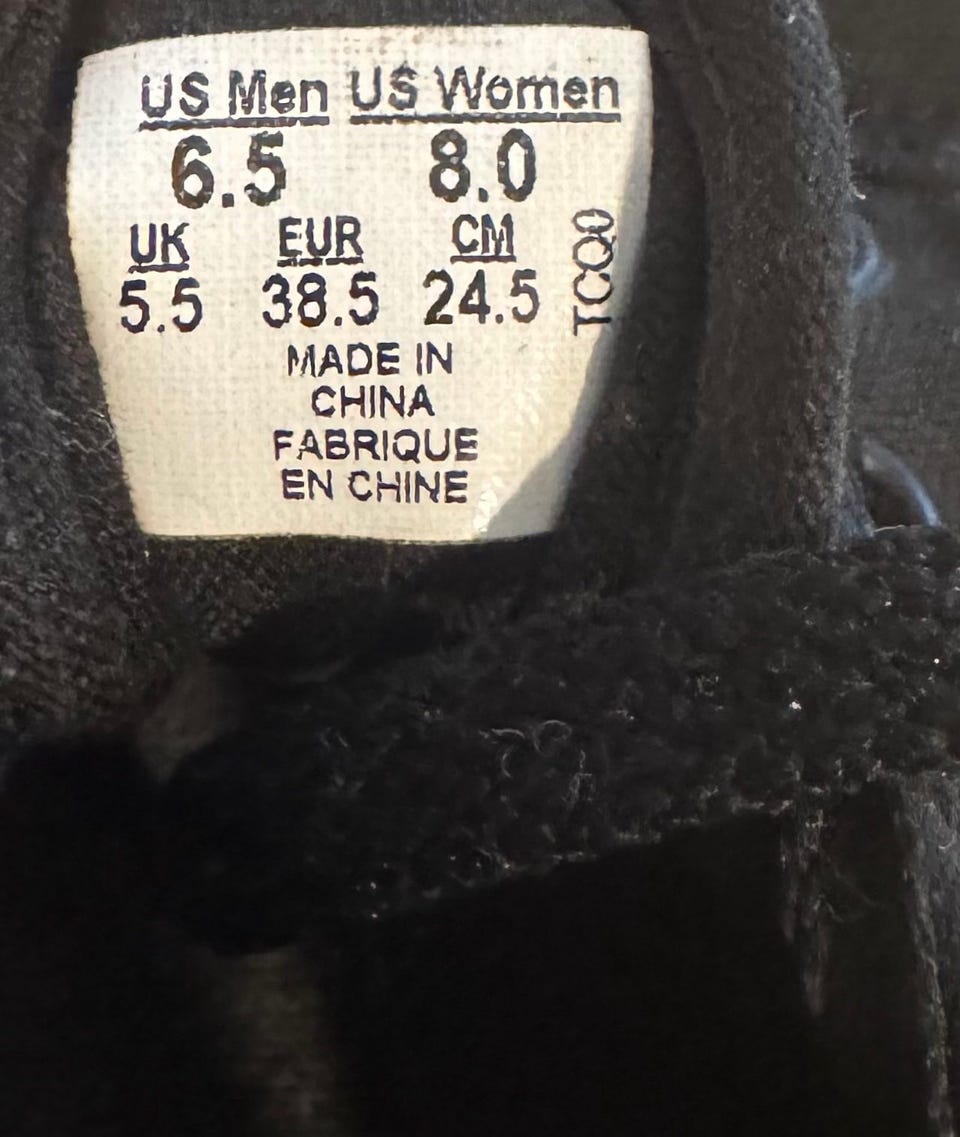 US Men US Women
6.5 8.0
UK EUR CM
5.5 38.5 24.5
TCQ0
MADE IN
CHINA
FABRIQUE
EN CHINE